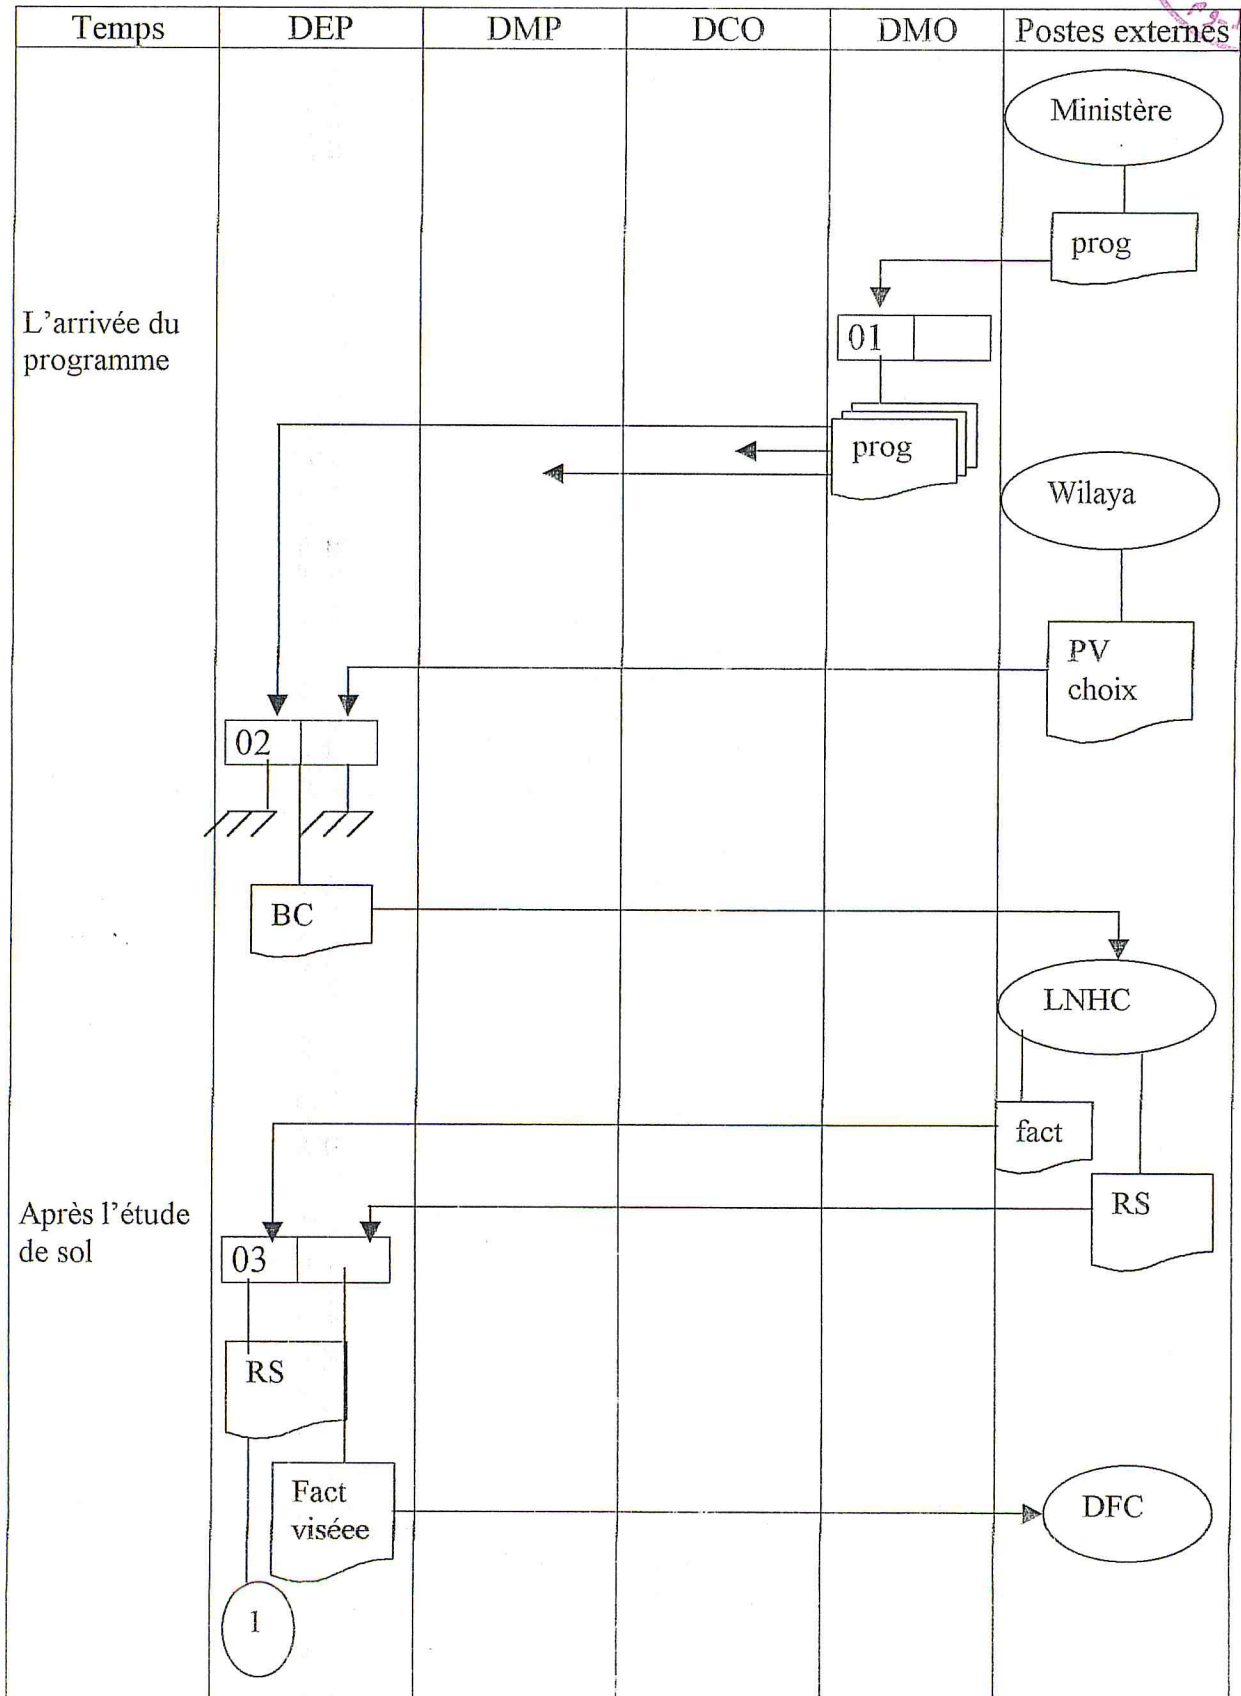 Temps
DEP
DMP
DCO
DMO
Postes externes
Ministère
prog
L'arrivée du
programme
01
prog
Wilaya
PV
choix
02
BC
LNHC
fact
RS
Après l'étude
de sol
03
RS
Fact
viséee
DFC
1